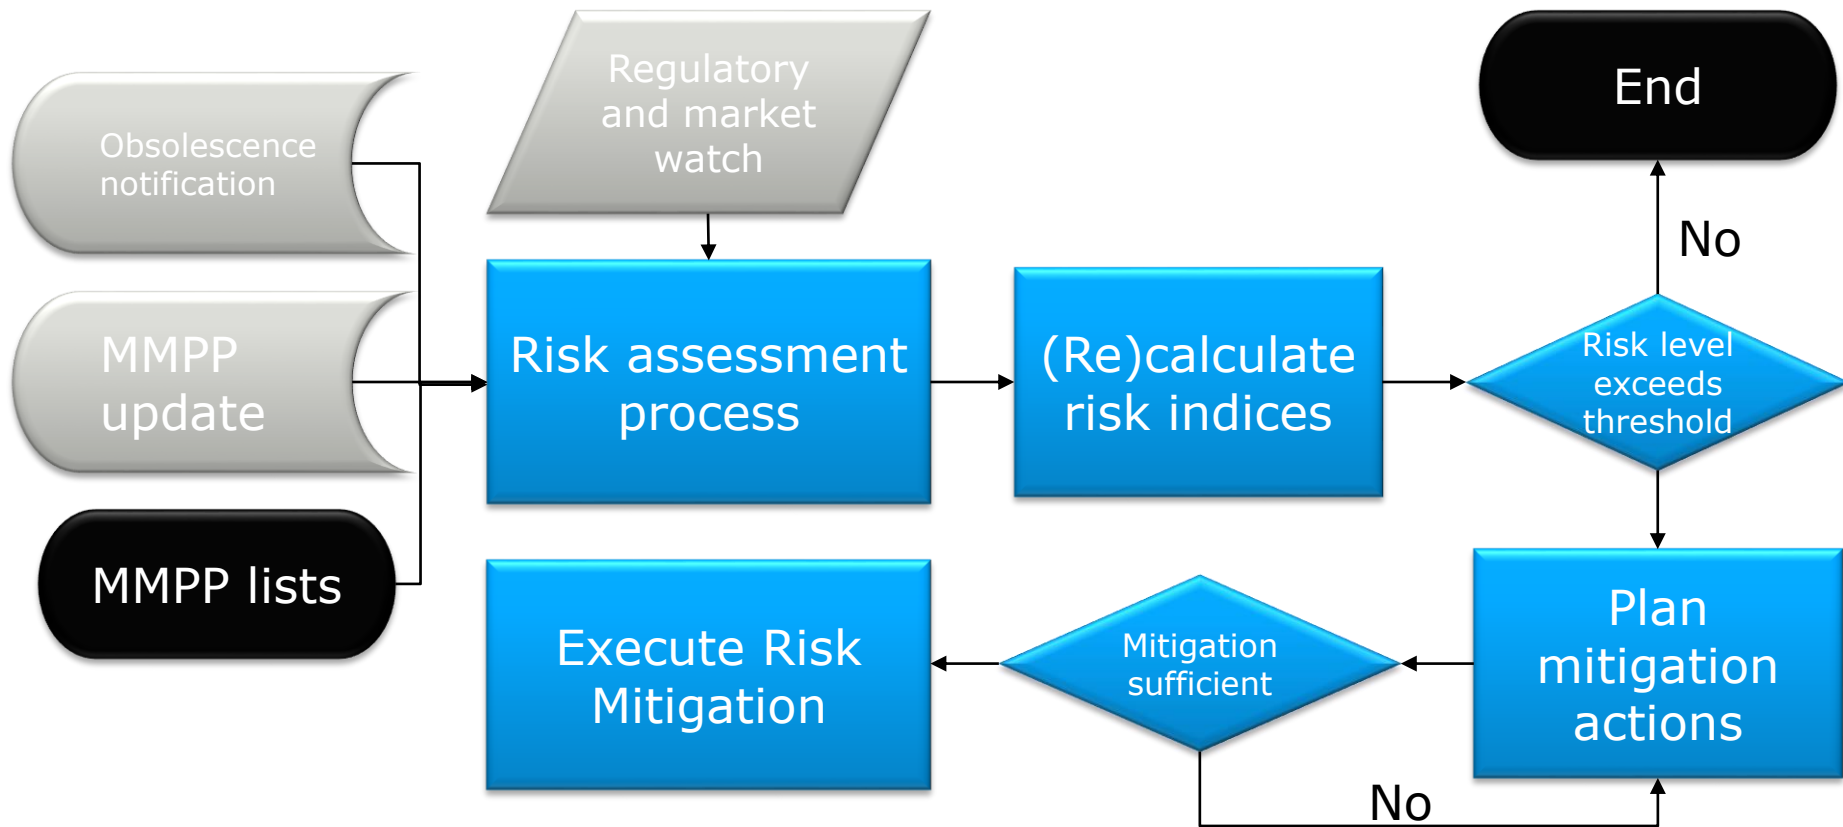 Regulatory
and market
watch
End
Obsolescence
notification
No
MMPP
update
Risk assessment
process
(Re)calculate
risk indices
Risk level
exceeds
threshold
MMPP lists
Execute Risk
Mitigation
Mitigation
sufficient
Plan
mitigation
actions
No